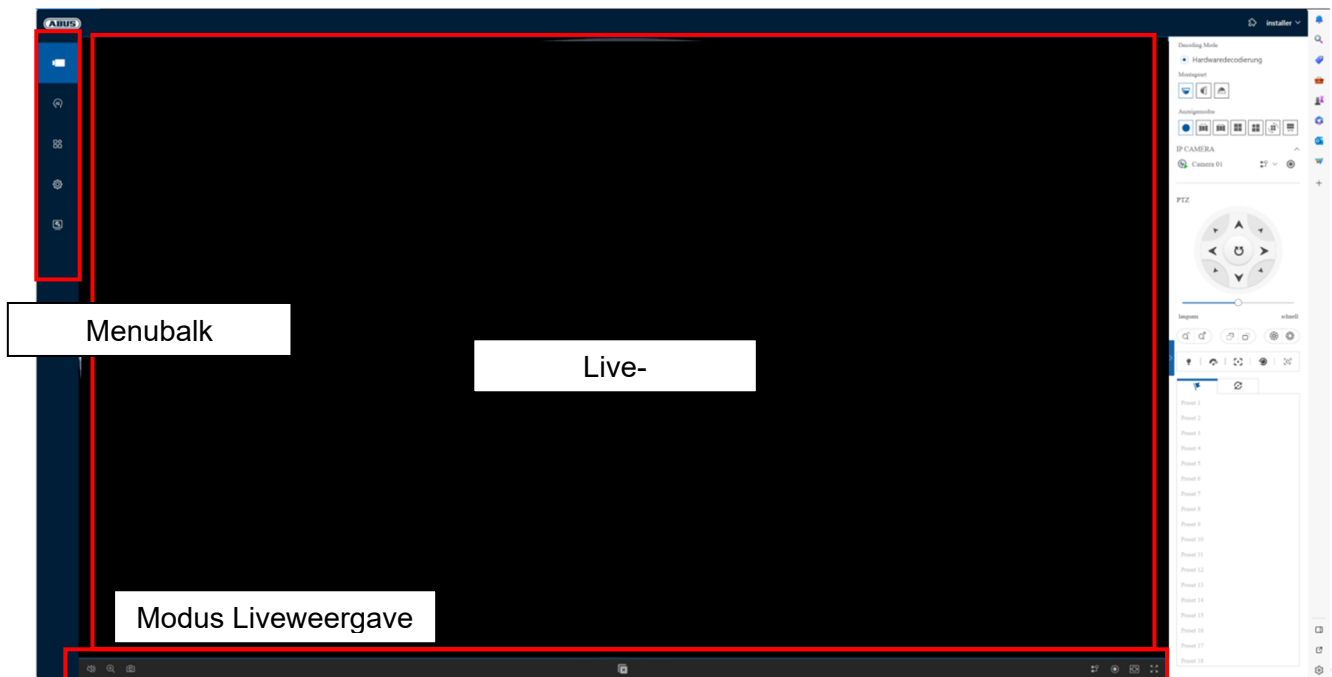 ABUS
installer
Decoding Mode
Hardwaredecodierung
Montageart
Anzeigemodus
IP CAMERA
Camera 01
PTZ
langsam schnell
Menubalk
Live-
Modus Liveweergave
Preset 1
Preset 2
Preset 3
Preset 4
Preset 5
Preset 6
Preset 7
Preset 8
Preset 9
Preset 10
Preset 11
Preset 12
Preset 13
Preset 14
Preset 15
Preset 16
Preset 17
Preset 18